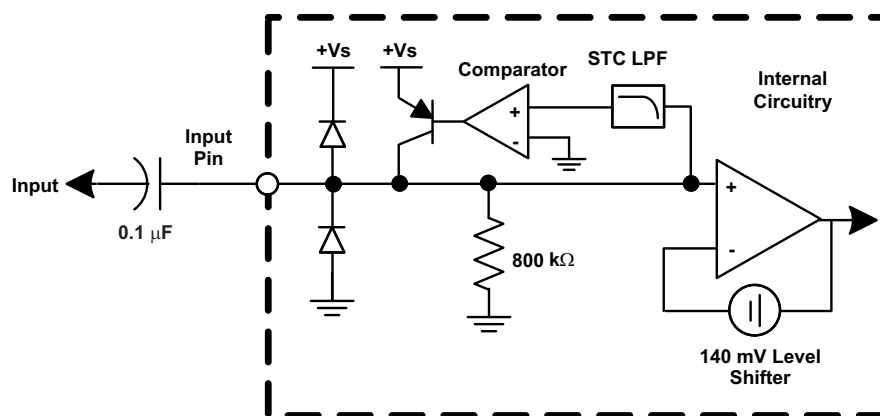 +Vs
+Vs
Comparator
STC LPF
Internal
Circuitry
+
-
Input
Pin
Input
0.1 μF
800 kΩ
+
-
140 mV Level
Shifter